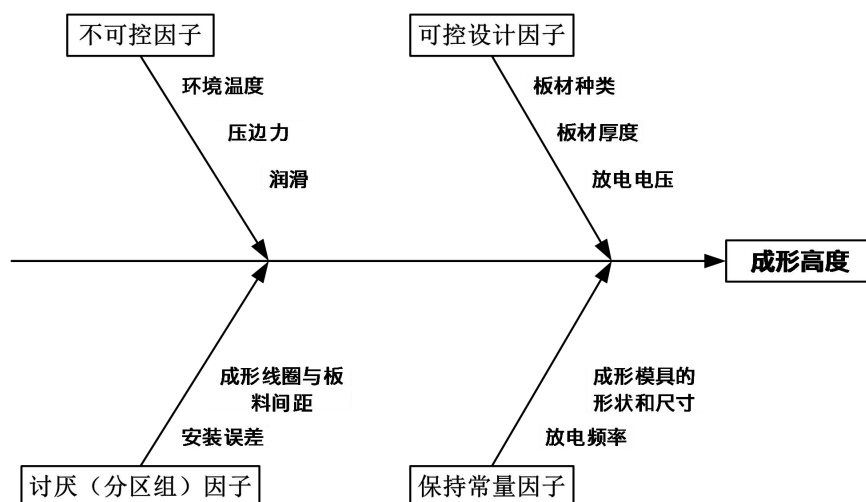 不可控因子
可控设计因子
环境温度
压边力
润滑
板材种类
板材厚度
放电电压
成形高度
成形线圈与板
料间距
安装误差
成形模具的
形状和尺寸
放电频率
讨厌（分区组）因子
保持常量因子